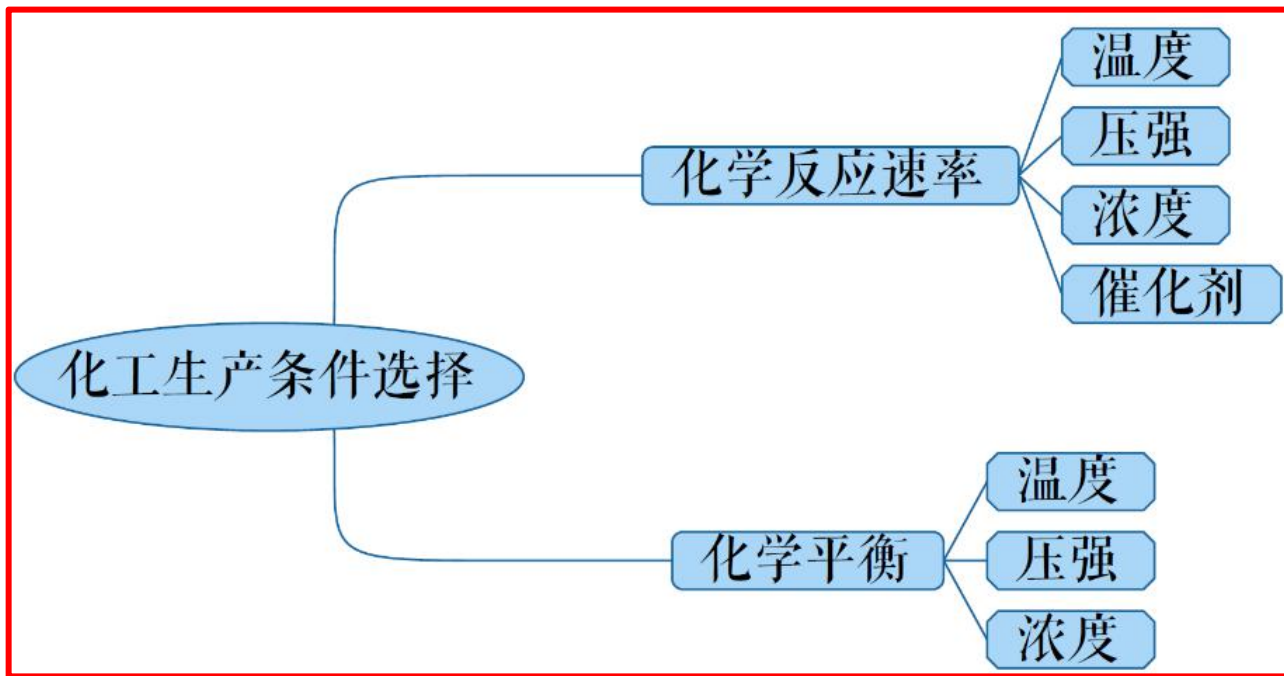 化工生产条件选择
化学反应速率
温度
压强
浓度
催化剂
化学平衡
温度
压强
浓度